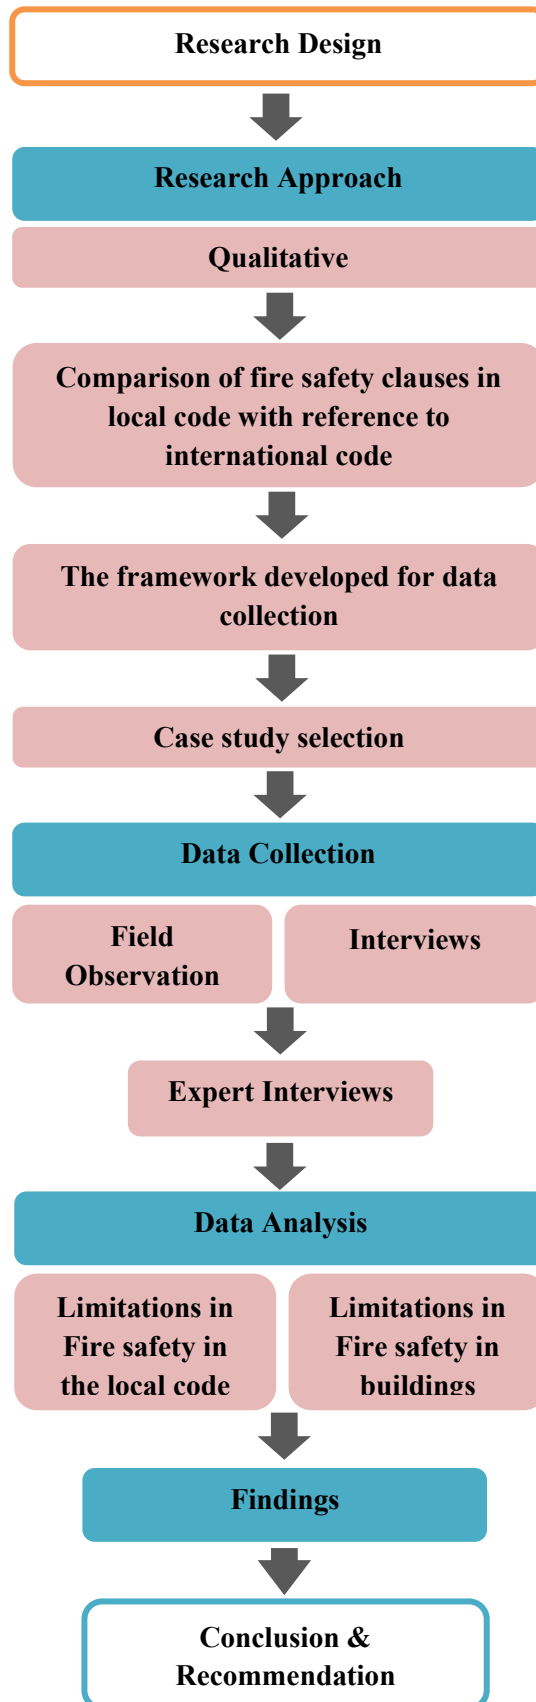 Research Design
Research Approach
Qualitative
Comparison of fire safety clauses in
local code with reference to
international code
The framework developed for data
collection
Case study selection
Data Collection
Field
Observation
Interviews
Expert Interviews
Data Analysis
Limitations in
Fire safety in
the local code
Limitations in
Fire safety in
buildings
Findings
Conclusion &
Recommendation